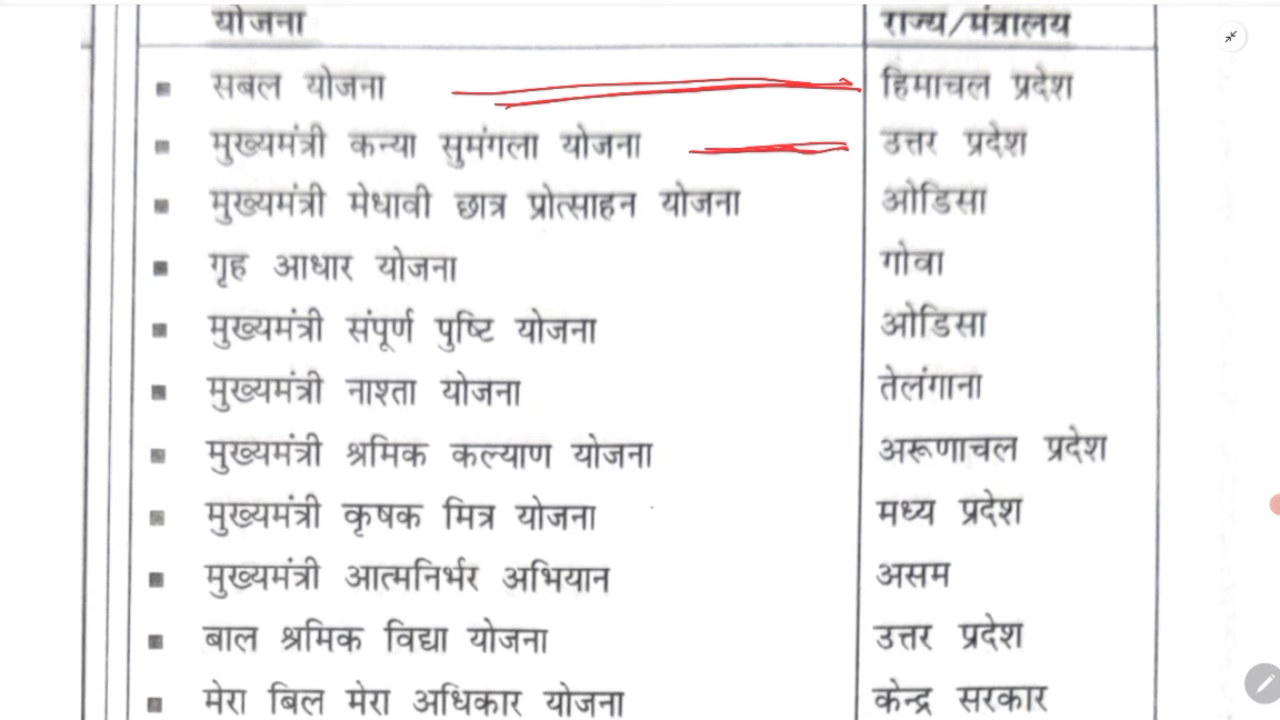 योजना राज्य/मंत्रालय
सबल योजना हिमाचल प्रदेश
मुख्यमंत्री कन्या सुमंगला योजना उत्तर प्रदेश
मुख्यमंत्री मेधावी छात्र प्रोत्साहन योजना ओडिसा
गृह आधार योजना गोवा
मुख्यमंत्री संपूर्ण पुष्टि योजना ओडिसा
मुख्यमंत्री नाश्ता योजना तेलंगाना
मुख्यमंत्री श्रमिक कल्याण योजना अरूणाचल प्रदेश
मुख्यमंत्री कृषक मित्र योजना मध्य प्रदेश
मुख्यमंत्री आत्मनिर्भर अभियान असम
बाल श्रमिक विद्या योजना उत्तर प्रदेश
मेरा बिल मेरा अधिकार योजना केन्द्र सरकार